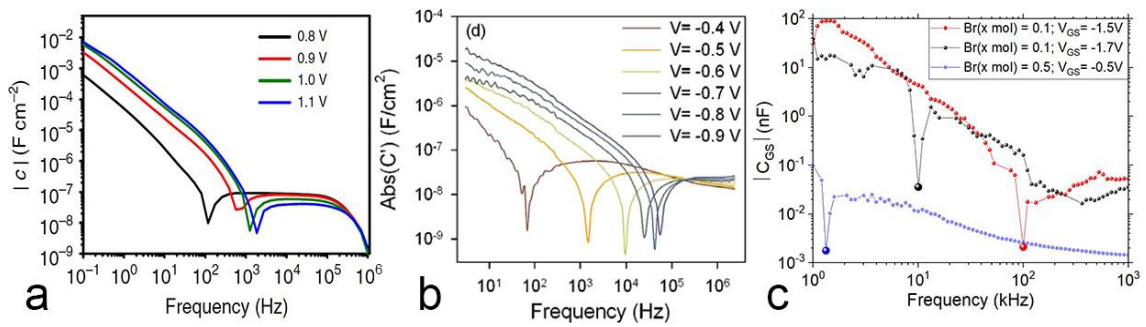 10⁻¹
10⁻²
10⁻³
10⁻⁴
10⁻⁵
10⁻⁶
10⁻⁷
10⁻⁸
10⁻⁹
| c | (F cm⁻²)
0.8 V
0.9 V
1.0 V
1.1 V
10⁻¹ 10⁰ 10¹ 10² 10³ 10⁴ 10⁵ 10⁶
Frequency (Hz)
a
(d)
10⁻⁴
10⁻⁵
10⁻⁶
10⁻⁷
10⁻⁸
10⁻⁹
Abs(C') (F/cm²)
V= -0.4 V
V= -0.5 V
V= -0.6 V
V= -0.7 V
V= -0.8 V
V= -0.9 V
10¹ 10² 10³ 10⁴ 10⁵ 10⁶
Frequency (Hz)
b
10²
10¹
10⁰
10⁻¹
10⁻²
10⁻³
| C_GS| (nF)
Br(x mol) = 0.1; V_GS= -1.5V
Br(x mol) = 0.1; V_GS= -1.7V
Br(x mol) = 0.5; V_GS= -0.5V
10⁰ 10¹ 10² 10³
Frequency (kHz)
c